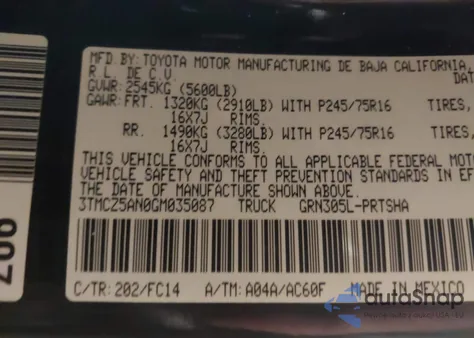 MFD.BY:TOYOTA MOTOR MANUFACTURING DE BAJA CALIFORNIA,
R.L. DE C.V. DA
GVWR:2545KG (5600LB)
GAWR:FRT. 1320KG (2910LB) WITH P245/75R16 TIRES,
16X7J RIMS.
RR. 1490KG (3280LB) WITH P245/75R16 TIRES,
16X7J RIMS.
THIS VEHICLE CONFORMS TO ALL APPLICABLE FEDERAL MOTO
VEHICLE SAFETY AND THEFT PREVENTION STANDARDS IN EF
THE DATE OF MANUFACTURE SHOWN ABOVE.
3TMCZ5AN0GM035087 TRUCK GRN305L-PRTSHA
C/TR:202/FC14 A/TM:A04A/AC60F MADE IN MEXICO
autoShop